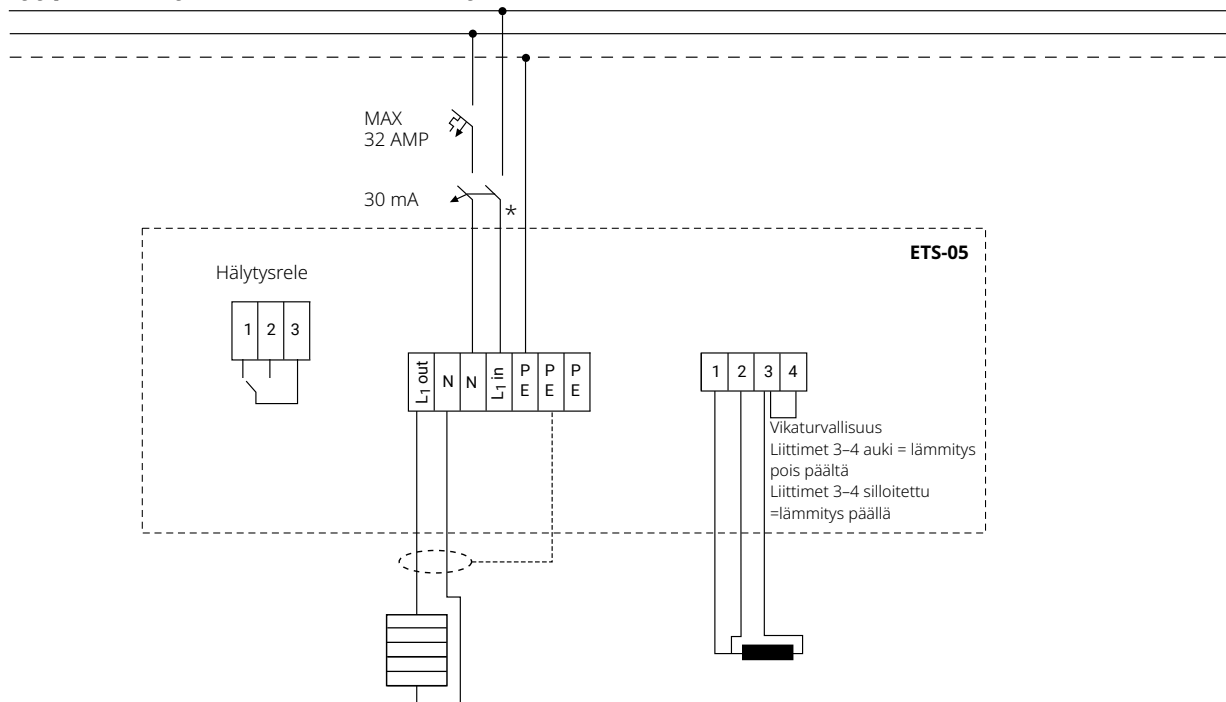 MAX
32 AMP
30 mA
*
ETS-05
Hälytysrele
1 2 3
L1 out N N L1 in PE PE PE
1 2 3 4
Vikaturvallisuus
Liittimet 3–4 auki = lämmitys
pois päältä
Liittimet 3–4 silloitettu
=lämmitys päällä